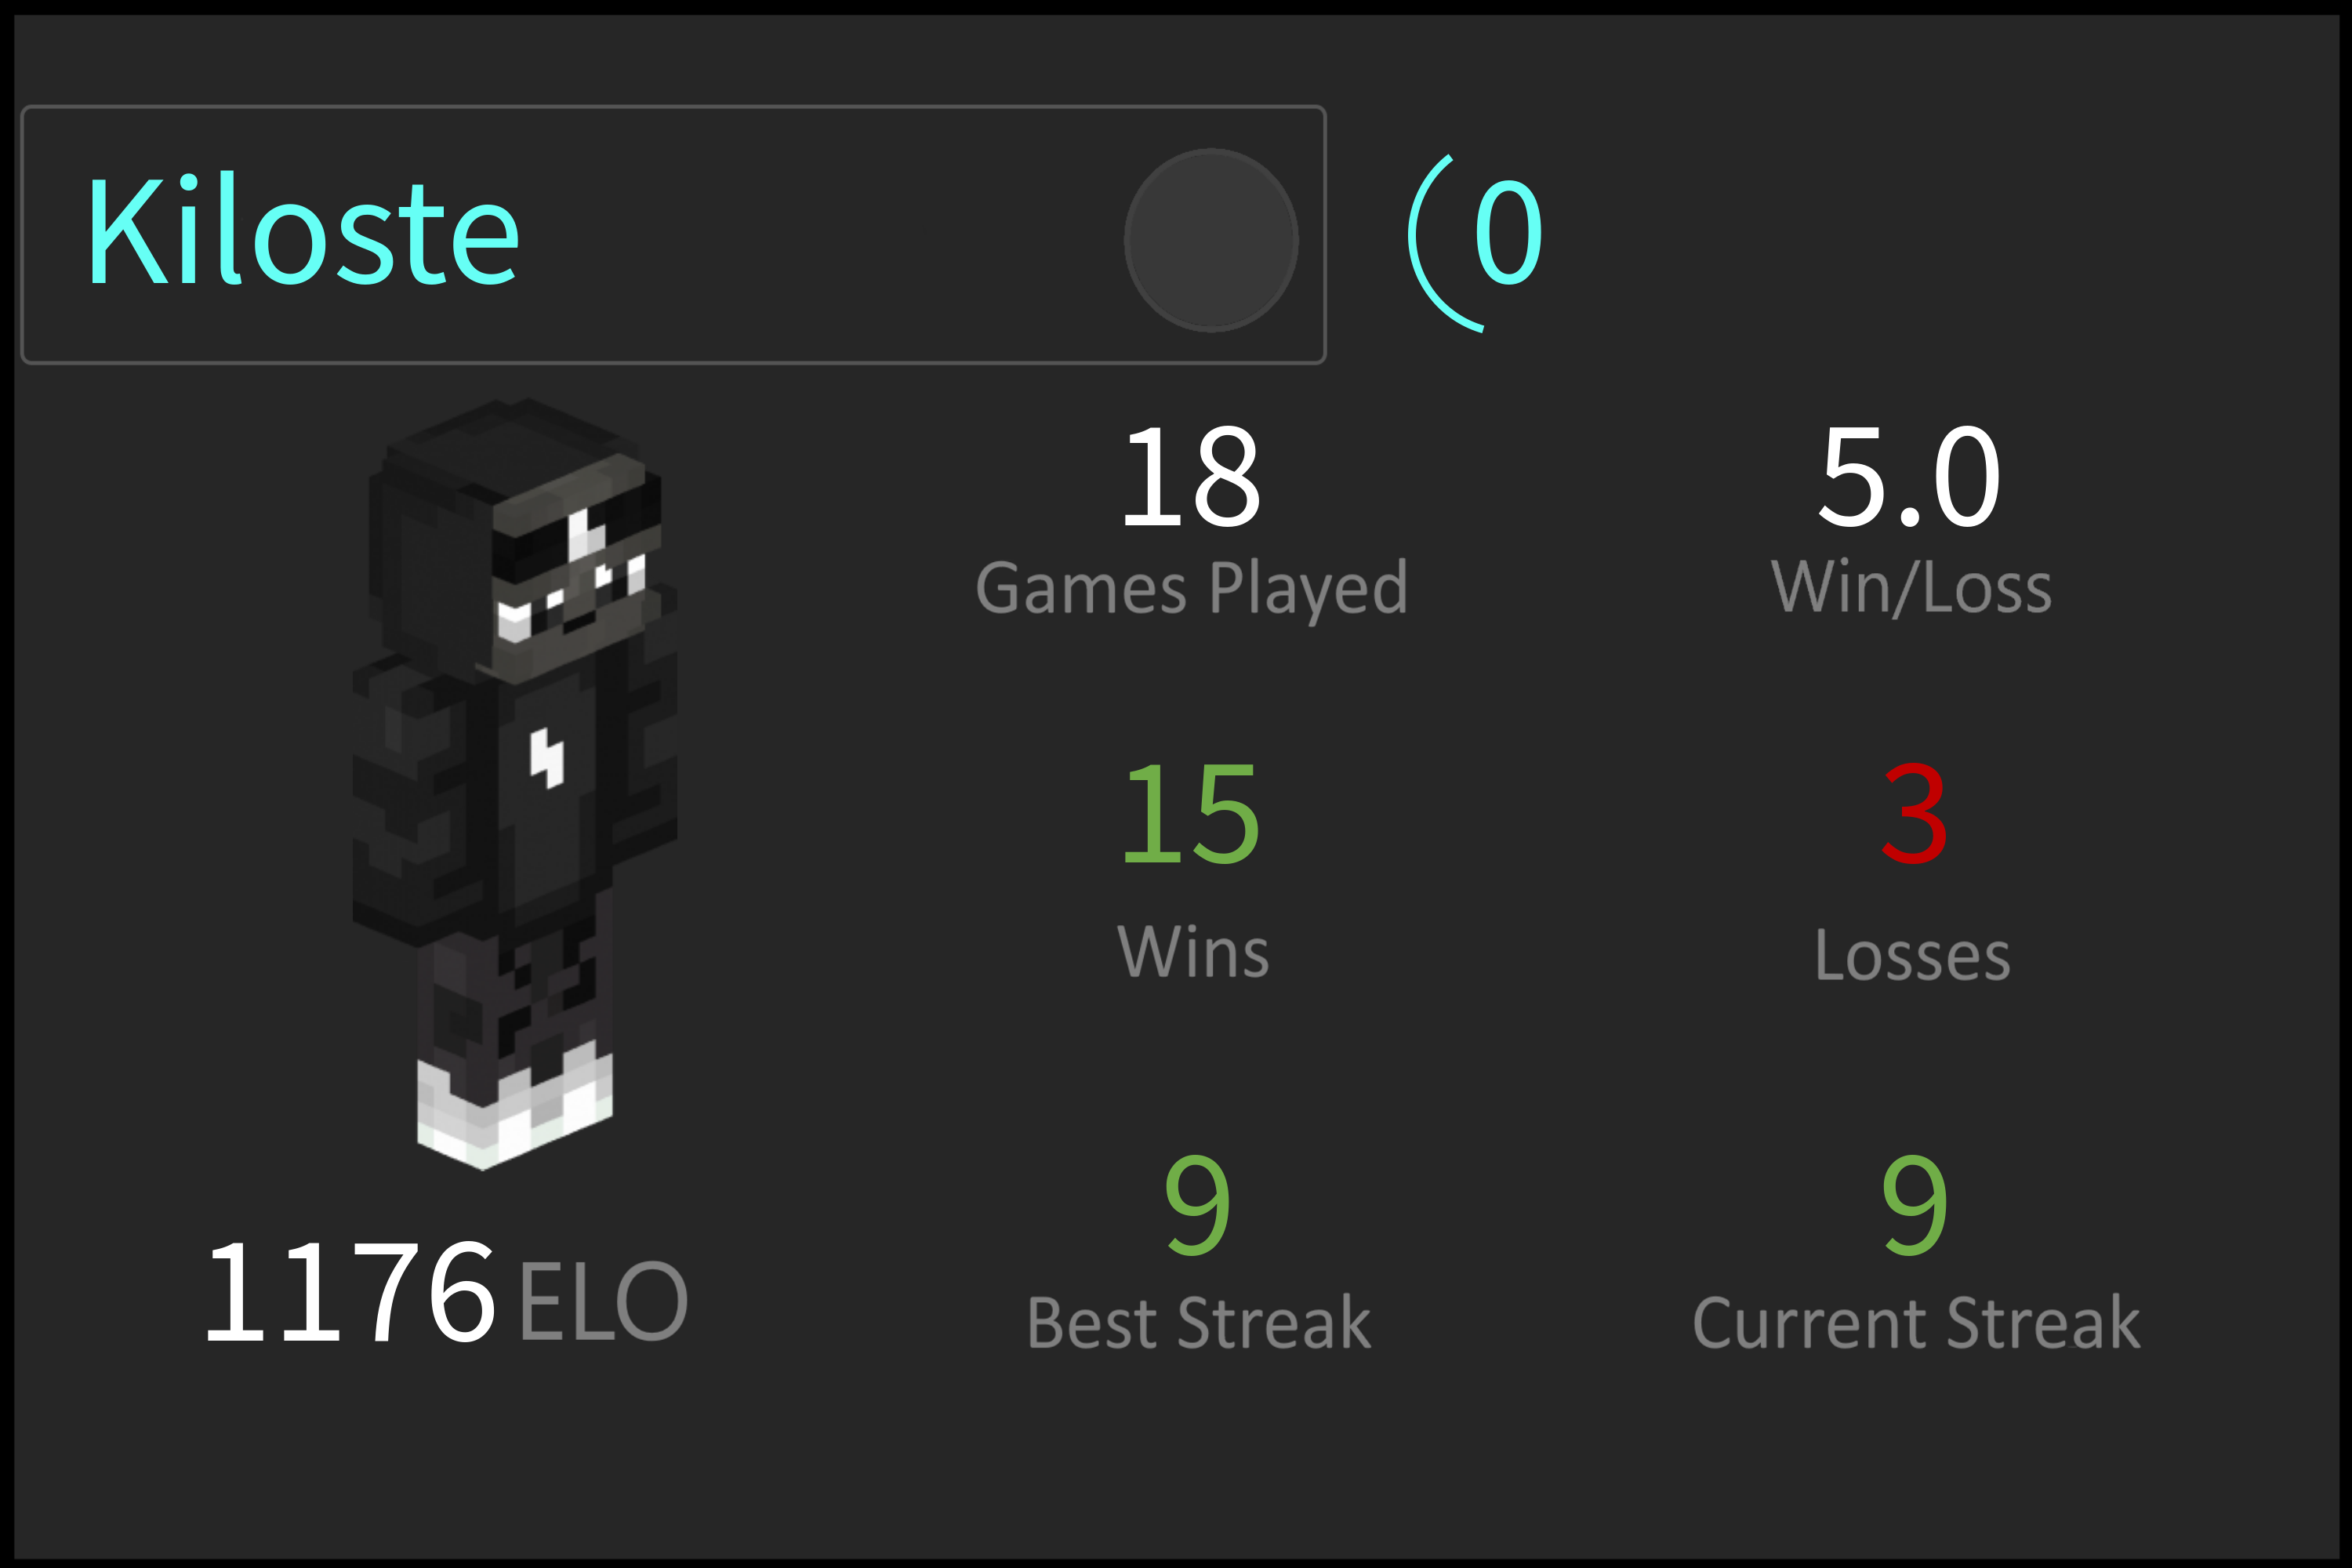 Kiloste
0
18 5.0
Games Played Win/Loss
15 3
Wins Losses
9 9
1176 ELO Best Streak Current Streak